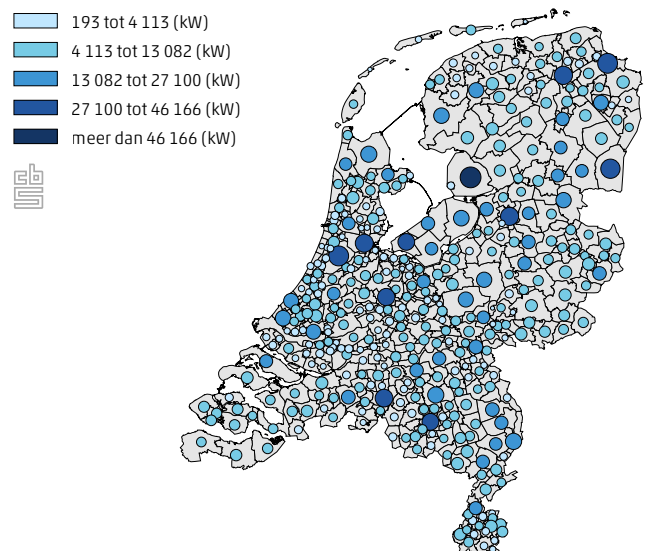 193 tot 4 113 (kW)
4 113 tot 13 082 (kW)
13 082 tot 27 100 (kW)
27 100 tot 46 166 (kW)
meer dan 46 166 (kW)
cbs